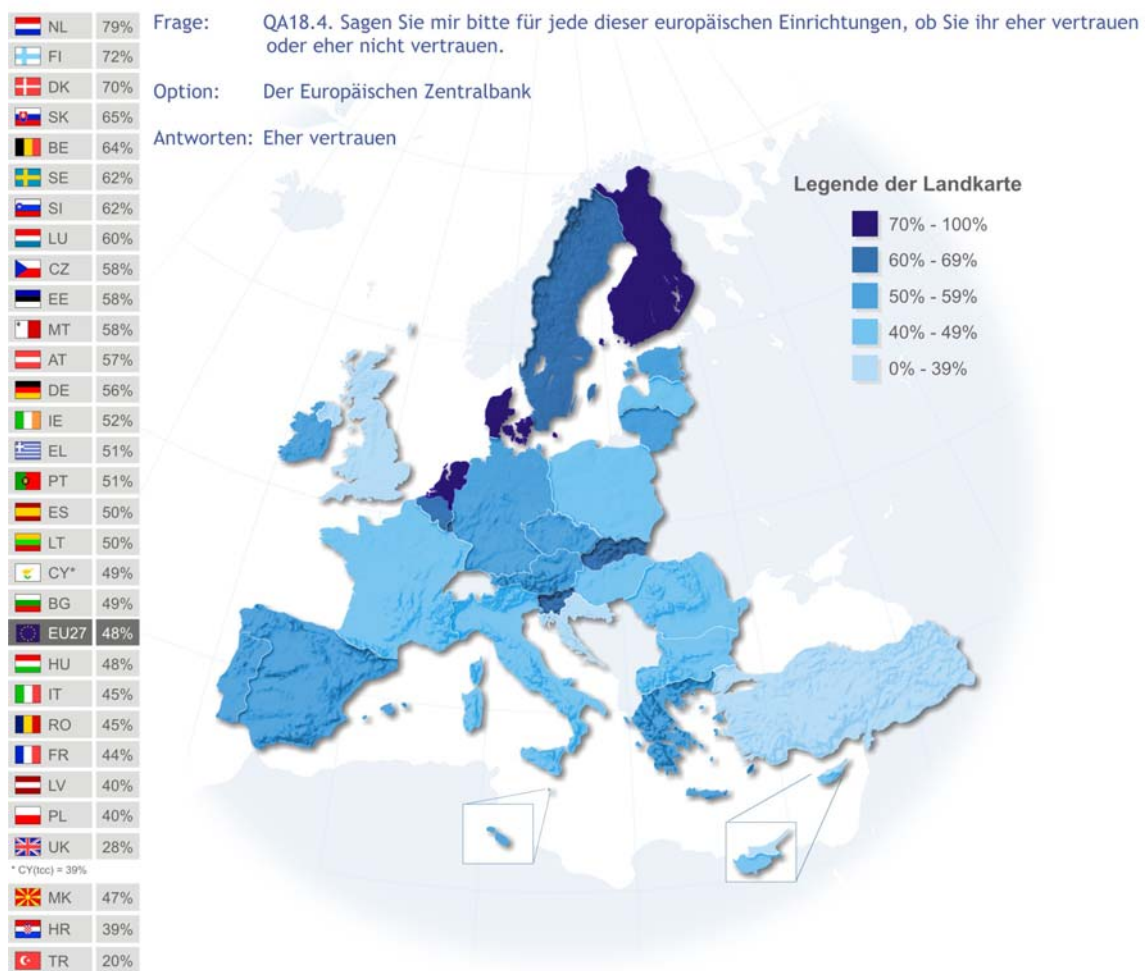 Frage: QA18.4. Sagen Sie mir bitte für jede dieser europäischen Einrichtungen, ob Sie ihr eher vertrauen
oder eher nicht vertrauen.
Option: Der Europäischen Zentralbank
Antworten: Eher vertrauen
NL 79%
FI 72%
DK 70%
SK 65%
BE 64%
SE 62%
SI 62%
LU 60%
CZ 58%
EE 58%
MT 58%
AT 57%
DE 56%
IE 52%
EL 51%
PT 51%
ES 50%
LT 50%
CY* 49%
BG 49%
EU27 48%
HU 48%
IT 45%
RO 45%
FR 44%
LV 40%
PL 40%
UK 28%
* CY(tcc) = 39%
MK 47%
HR 39%
TR 20%
Legende der Landkarte
70% - 100%
60% - 69%
50% - 59%
40% - 49%
0% - 39%